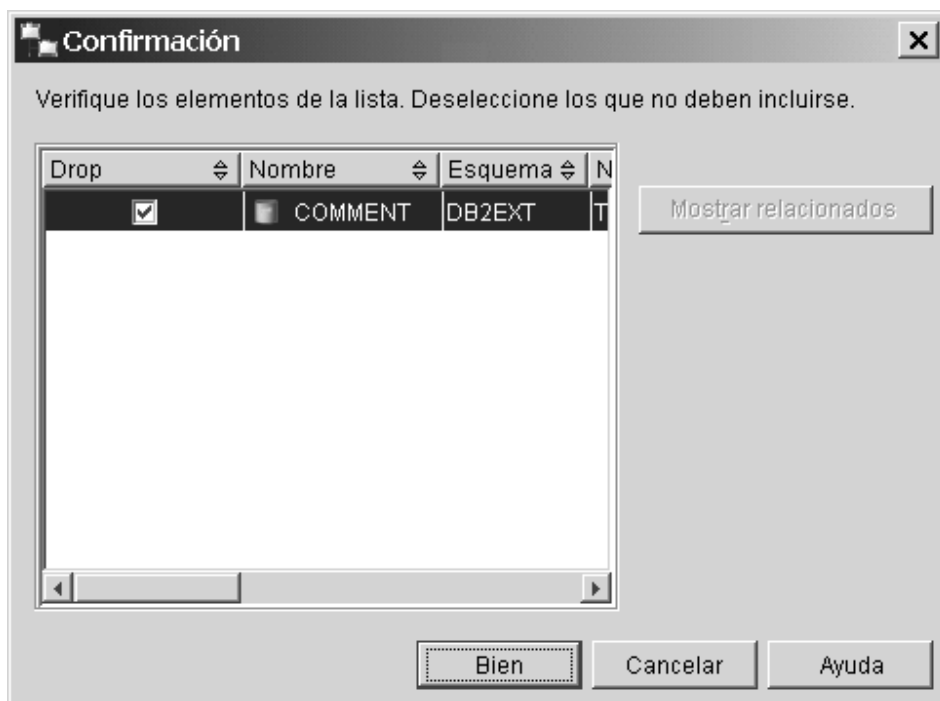 Confirmación
Verifique los elementos de la lista. Deseleccione los que no deben incluirse.
Drop Nombre Esquema N
COMMENT DB2EXT T
Mostrar relacionados
Bien Cancelar Ayuda